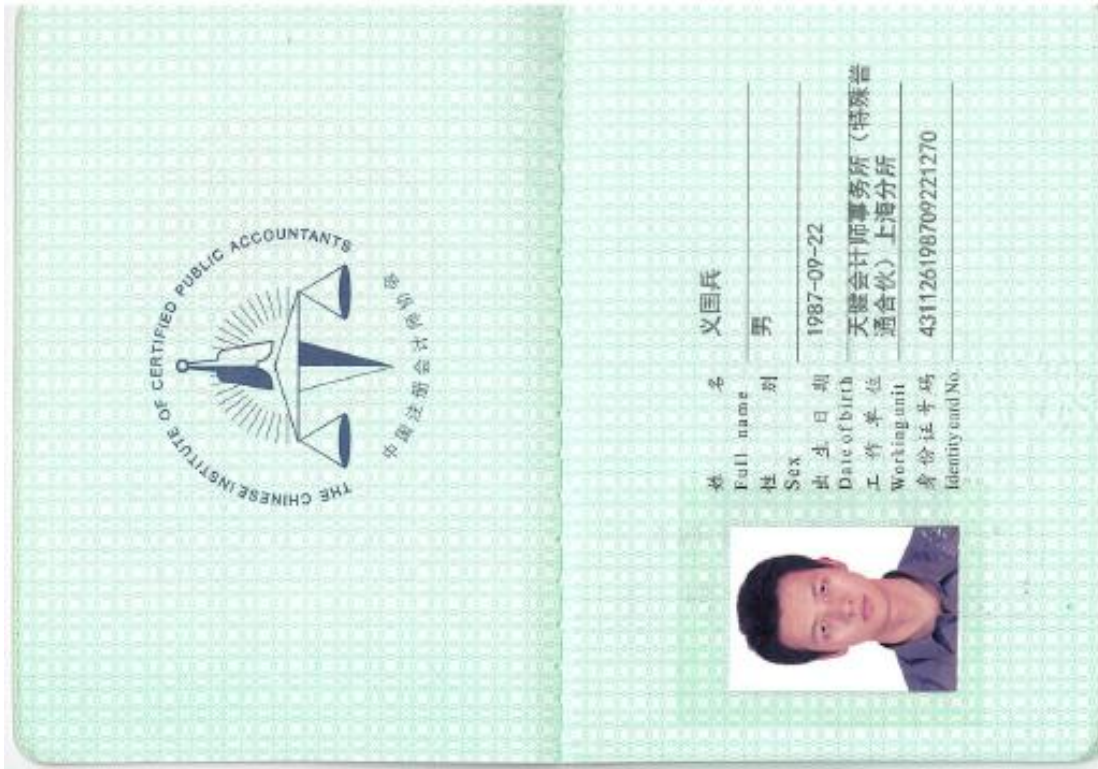 THE CHINESE INSTITUTE OF CERTIFIED PUBLIC ACCOUNTANTS
中国注册会计师协会
姓 名 义国兵
Full name
性 别 男
Sex
出 生 日 期 1987-09-22
Date of birth
工 作 单 位 天健会计师事务所（特殊普
Working unit 通合伙）上海分所
身份证号码 431126198709221270
Identity card No.